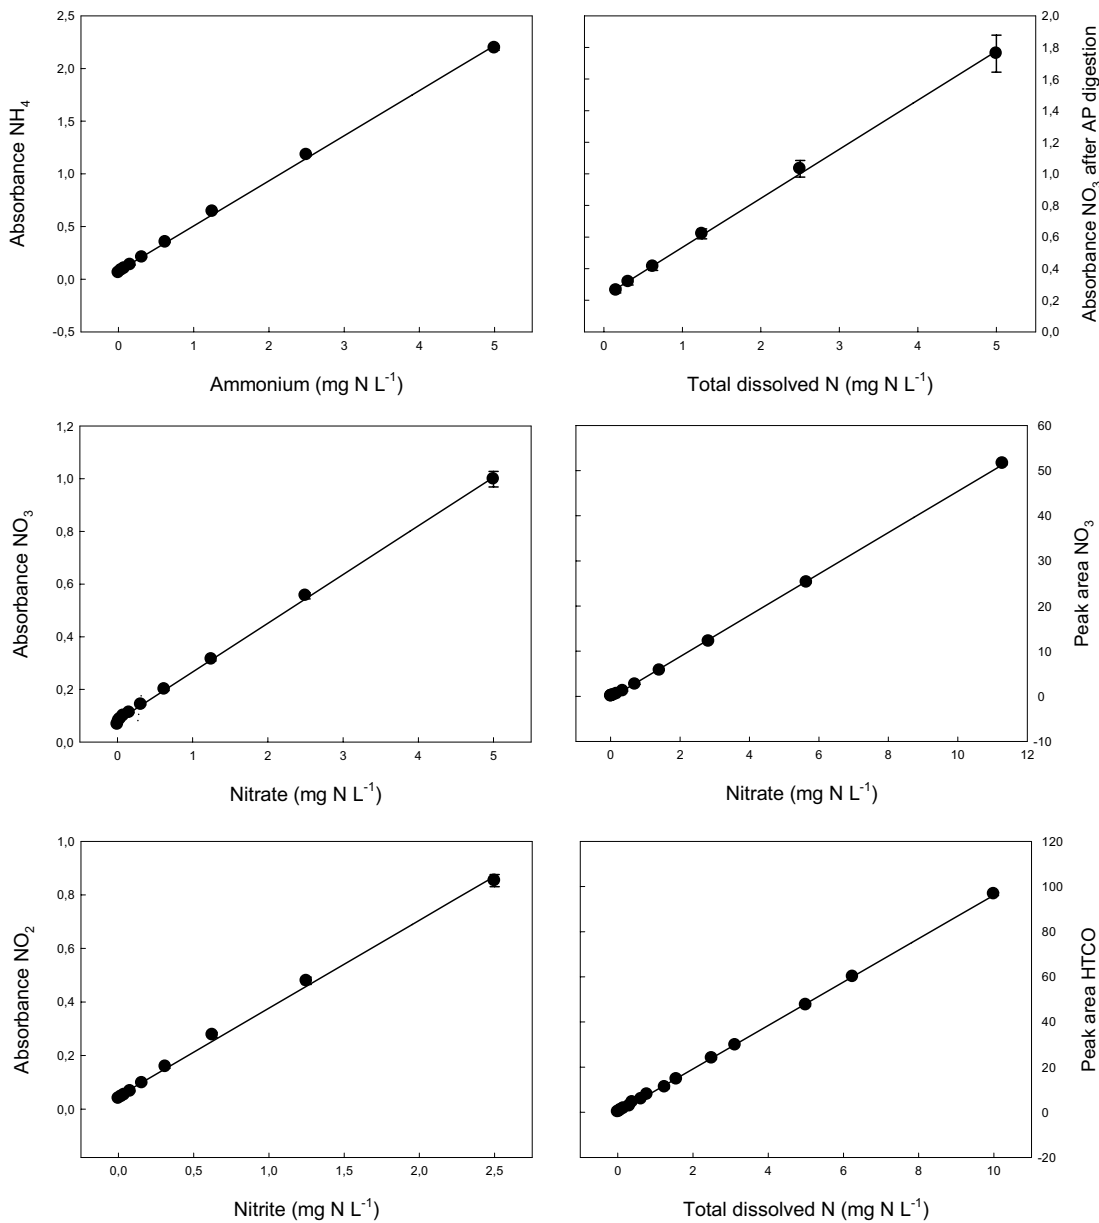 2,5
2,0
1,5
1,0
0,5
0,0
-0,5
Absorbance NH4
0 1 2 3 4 5
Ammonium (mg N L-1)
2,0
1,8
1,6
1,4
1,2
1,0
0,8
0,6
0,4
0,2
0,0
Absorbance NO3 after AP digestion
0 1 2 3 4 5
Total dissolved N (mg N L-1)
1,2
1,0
0,8
0,6
0,4
0,2
0,0
Absorbance NO3
0 1 2 3 4 5
Nitrate (mg N L-1)
60
50
40
30
20
10
0
-10
Peak area NO3
0 2 4 6 8 10 12
Nitrate (mg N L-1)
1,0
0,8
0,6
0,4
0,2
0,0
Absorbance NO2
0,0 0,5 1,0 1,5 2,0 2,5
Nitrite (mg N L-1)
120
100
80
60
40
20
0
-20
Peak area HTCO
0 2 4 6 8 10
Total dissolved N (mg N L-1)